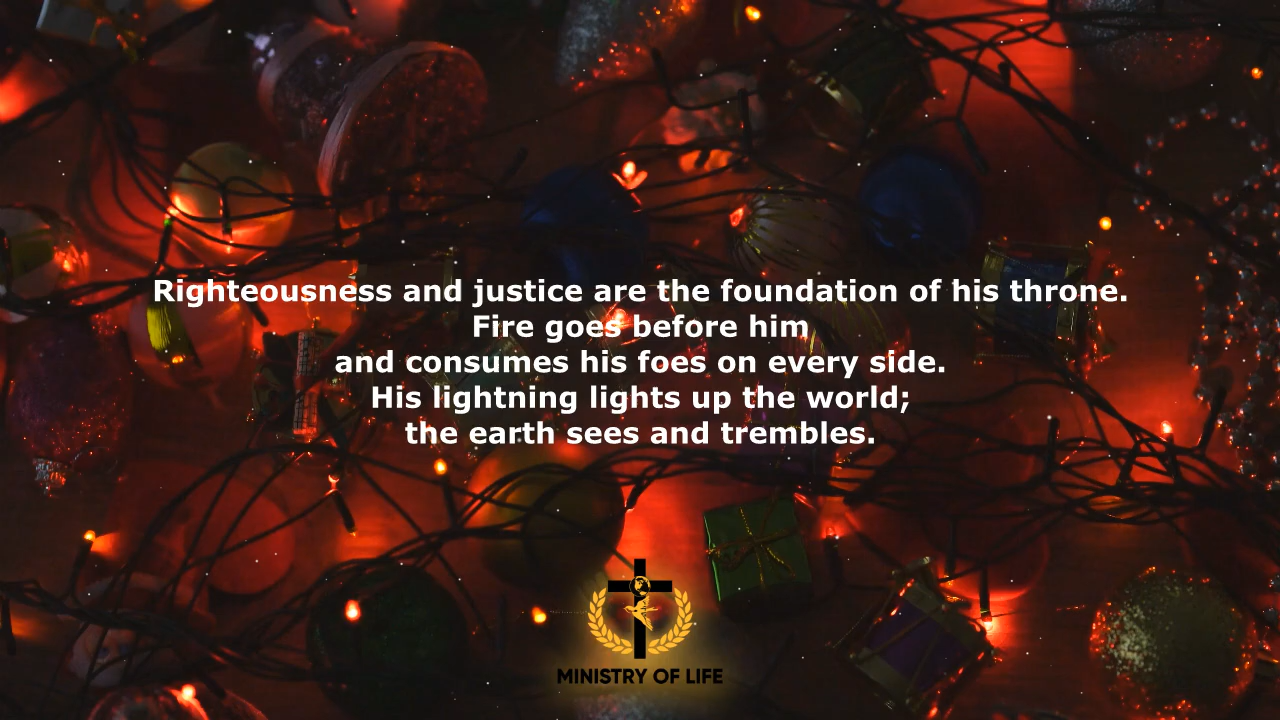 Righteousness and justice are the foundation of his throne.
Fire goes before him
and consumes his foes on every side.
His lightning lights up the world;
the earth sees and trembles.
MINISTRY OF LIFE